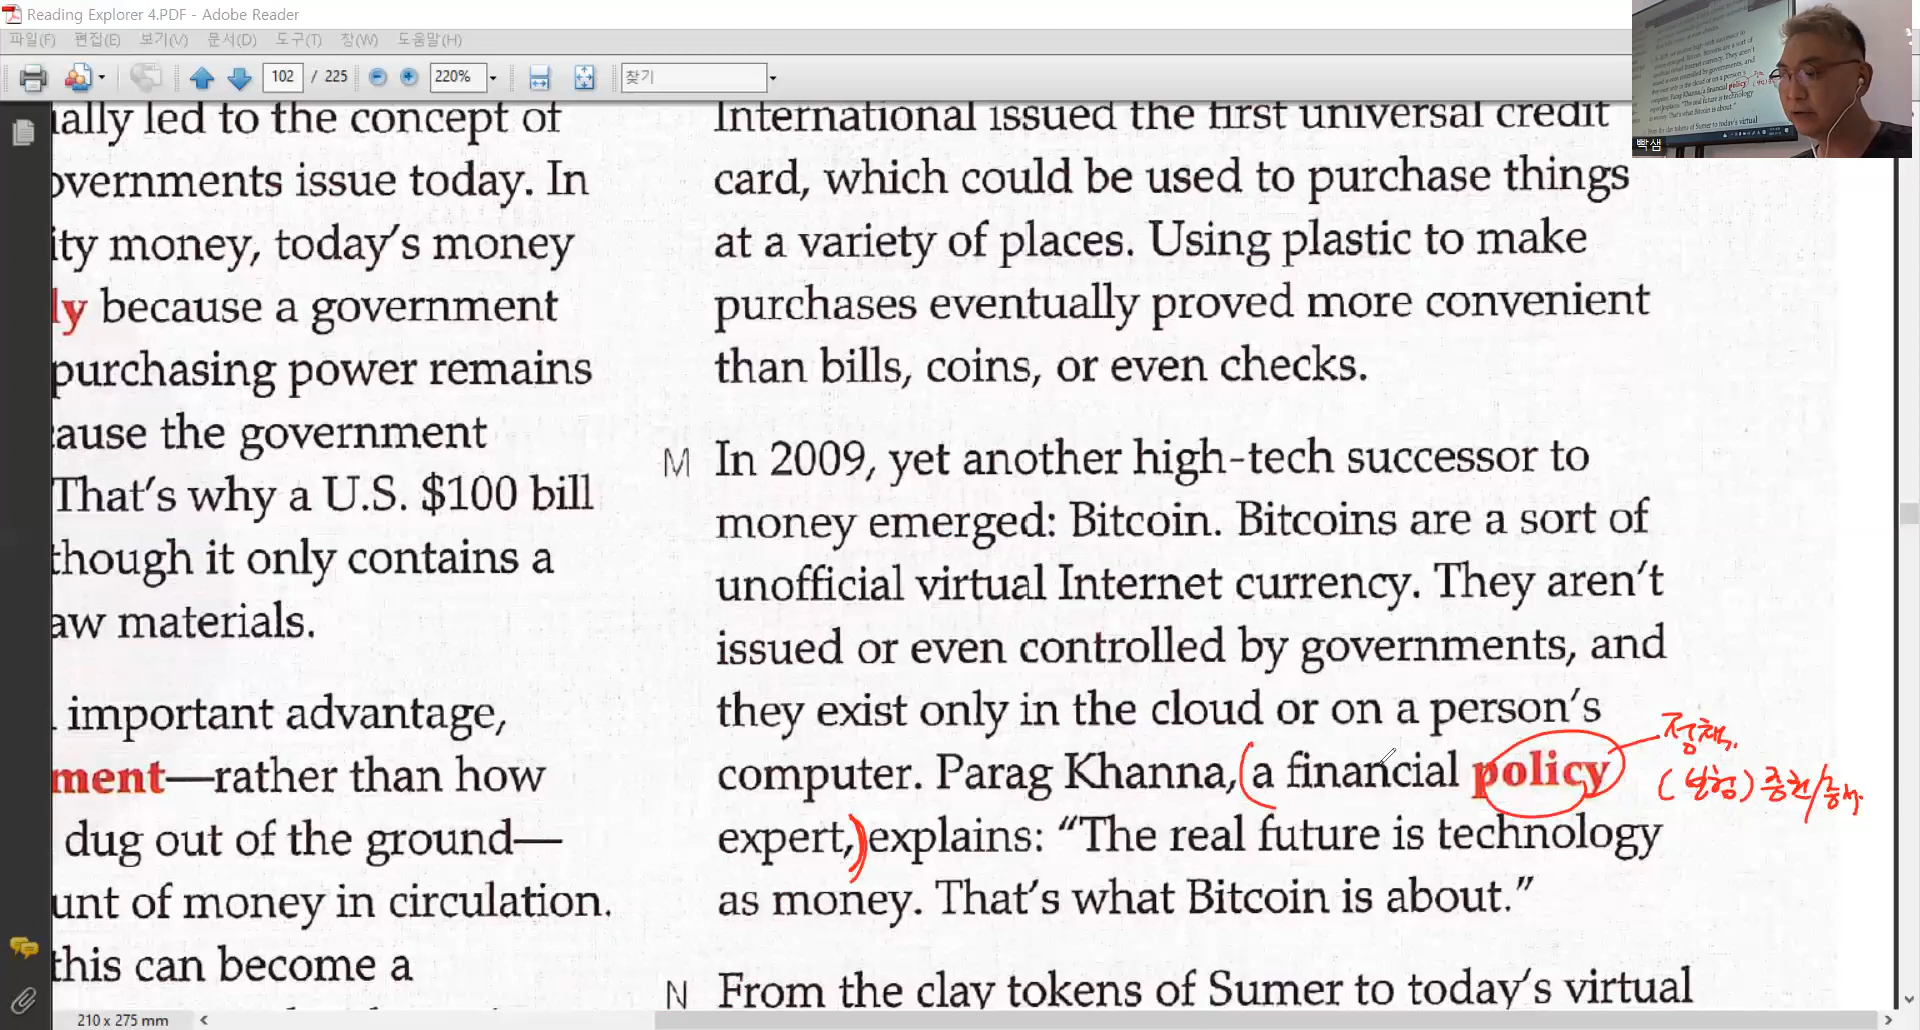 Reading Explorer 4.PDF - Adobe Reader
파일(F) 편집(E) 보기(V) 문서(D) 도구(T) 창(W) 도움말(H)
102 / 225 220% 찾기
ually led to the concept of
overnments issue today. In
ity money, today's money
ly because a government
purchasing power remains
cause the government
That's why a U.S. $100 bill
though it only contains a
aw materials.
important advantage,
ment—rather than how
dug out of the ground—
unt of money in circulation.
this can become a
International issued the first universal credit
card, which could be used to purchase things
at a variety of places. Using plastic to make
purchases eventually proved more convenient
than bills, coins, or even checks.
M In 2009, yet another high-tech successor to
money emerged: Bitcoin. Bitcoins are a sort of
unofficial virtual Internet currency. They aren't
issued or even controlled by governments, and
they exist only in the cloud or on a person's
computer. Parag Khanna, (a financial policy
expert,) explains: “The real future is technology
as money. That's what Bitcoin is about.”
N From the clay tokens of Sumer to today's virtual
정책.
(보험) 증권/증서.
빡샘
210 x 275 mm